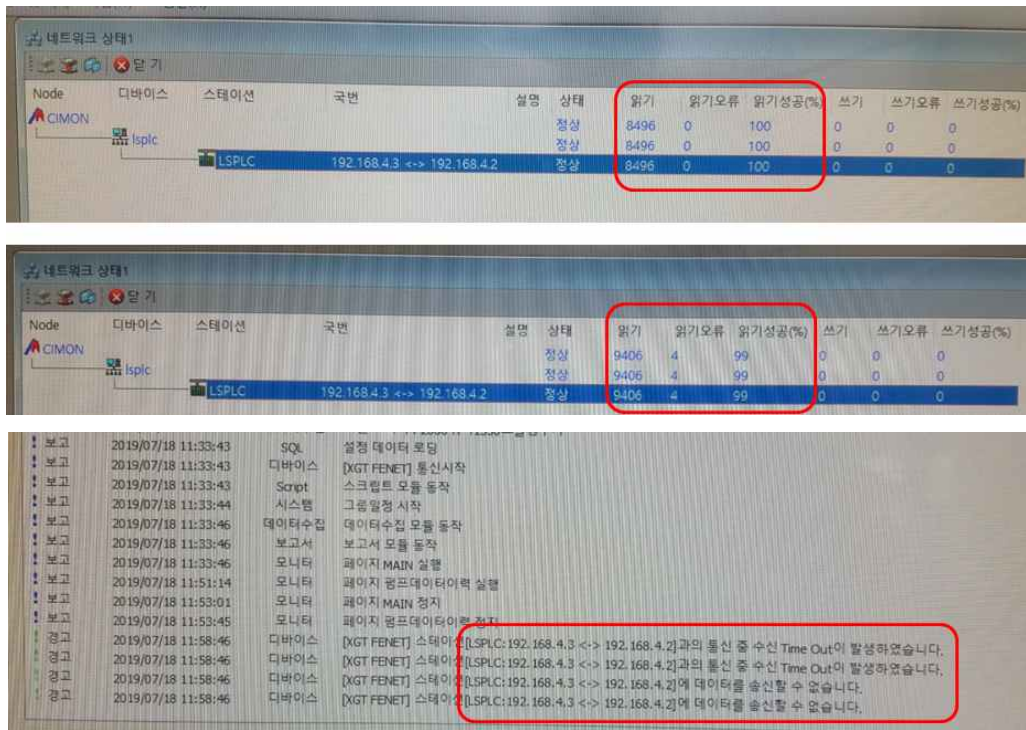 네트워크 상태1
닫 기
Node 디바이스 스테이션 국번 설명 상태 읽기 읽기오류 읽기성공(%) 쓰기 쓰기오류 쓰기성공(%)
CIMON 정상 8496 0 100 0 0 0
lsplc 정상 8496 0 100 0 0 0
LSPLC 192.168.4.3 <-> 192.168.4.2 정상 8496 0 100 0 0 0
네트워크 상태1
닫 기
Node 디바이스 스테이션 국번 설명 상태 읽기 읽기오류 읽기성공(%) 쓰기 쓰기오류 쓰기성공(%)
CIMON 정상 9406 4 99 0 0 0
lsplc 정상 9406 4 99 0 0 0
LSPLC 192.168.4.3 <-> 192.168.4.2 정상 9406 4 99 0 0 0
보고 2019/07/18 11:33:43 SQL 설정 데이터 로딩
보고 2019/07/18 11:33:43 디바이스 [XGT FENET] 통신시작
보고 2019/07/18 11:33:43 Script 스크립트 모듈 동작
보고 2019/07/18 11:33:44 시스템 그룹일정 시작
보고 2019/07/18 11:33:46 데이터수집 데이터수집 모듈 동작
보고 2019/07/18 11:33:46 보고서 보고서 모듈 동작
보고 2019/07/18 11:33:46 모니터 페이지 MAIN 실행
보고 2019/07/18 11:51:14 모니터 페이지 펌프데이터이력 실행
보고 2019/07/18 11:53:01 모니터 페이지 MAIN 정지
보고 2019/07/18 11:53:45 모니터 페이지 펌프데이터이력 정지
경고 2019/07/18 11:58:46 디바이스 [XGT FENET] 스테이션[LSPLC:192.168.4.3 <-> 192.168.4.2]과의 통신 중 수신 Time Out이 발생하였습니다.
경고 2019/07/18 11:58:46 디바이스 [XGT FENET] 스테이션[LSPLC:192.168.4.3 <-> 192.168.4.2]과의 통신 중 수신 Time Out이 발생하였습니다.
경고 2019/07/18 11:58:46 디바이스 [XGT FENET] 스테이션[LSPLC:192.168.4.3 <-> 192.168.4.2]에 데이터를 송신할 수 없습니다.
경고 2019/07/18 11:58:46 디바이스 [XGT FENET] 스테이션[LSPLC:192.168.4.3 <-> 192.168.4.2]에 데이터를 송신할 수 없습니다.